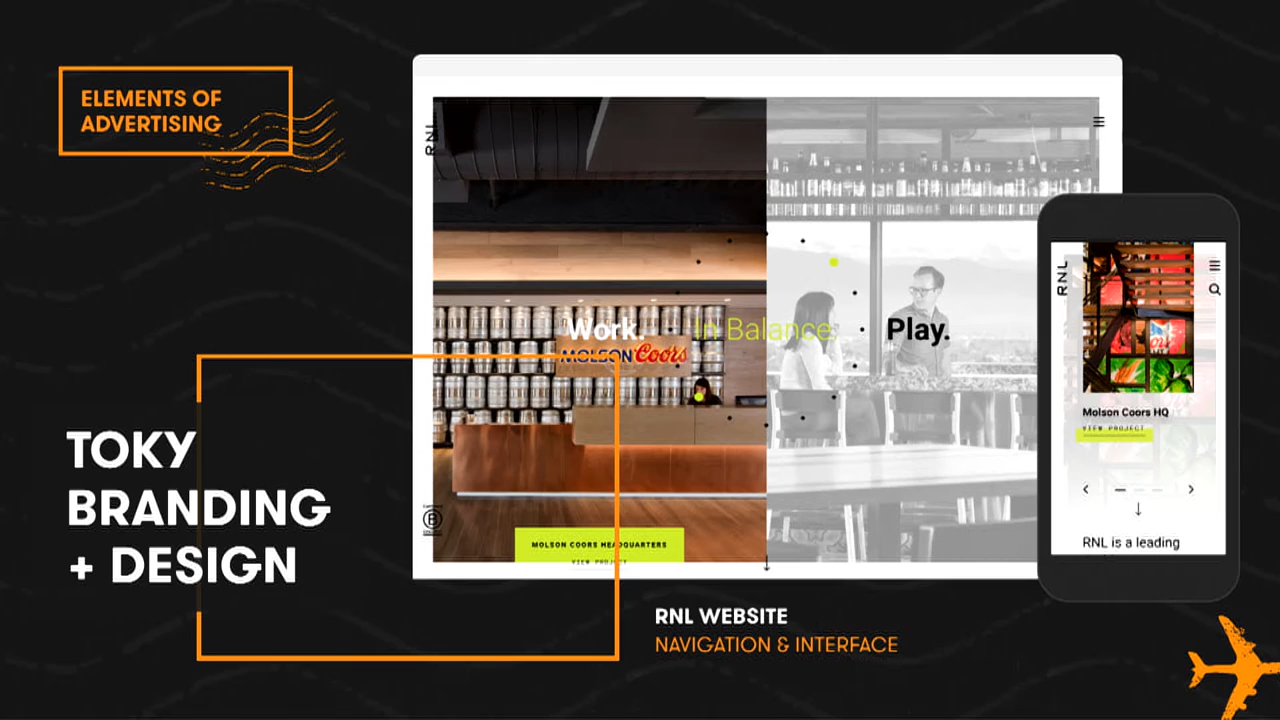 ELEMENTS OF
ADVERTISING
TOKY
BRANDING
+ DESIGN
RNL
Work.
In Balance.
Play.
MOLSON Coors
B
MOLSON COORS HEADQUARTERS
VIEW PROJECT
RNL
Molson Coors HQ
VIEW PROJECT
RNL is a leading
RNL WEBSITE
NAVIGATION & INTERFACE